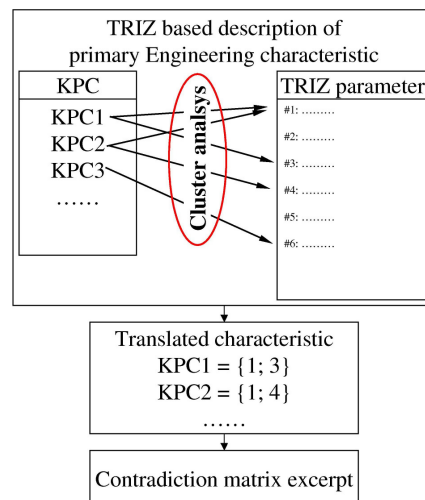 TRIZ based description of
primary Engineering characteristic
KPC
KPC1
KPC2
KPC3
......
Cluster analsys
TRIZ parameter
#1: .........
#2: .........
#3: .........
#4: .........
#5: .........
#6: .........
Translated characteristic
KPC1 = {1; 3}
KPC2 = {1; 4}
......
Contradiction matrix excerpt